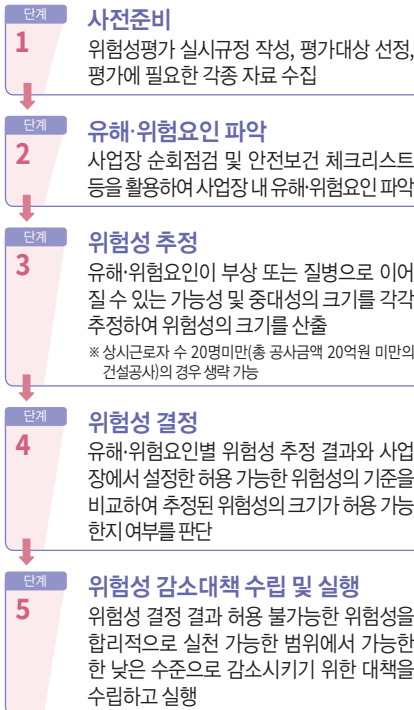 단계
1
사전준비
위험성평가 실시규정 작성, 평가대상 선정,
평가에 필요한 각종 자료 수집
단계
2
유해·위험요인 파악
사업장 순회점검 및 안전보건 체크리스트
등을 활용하여 사업장 내 유해·위험요인 파악
단계
3
위험성 추정
유해·위험요인이 부상 또는 질병으로 이어
질 수 있는 가능성 및 중대성의 크기를 각각
추정하여 위험성의 크기를 산출
※ 상시근로자 수 20명미만(총 공사금액 20억원 미만의
건설공사)의 경우 생략 가능
단계
4
위험성 결정
유해·위험요인별 위험성 추정 결과와 사업
장에서 설정한 허용 가능한 위험성의 기준을
비교하여 추정된 위험성의 크기가 허용 가능
한지 여부를 판단
단계
5
위험성 감소대책 수립 및 실행
위험성 결정 결과 허용 불가능한 위험성을
합리적으로 실천 가능한 범위에서 가능한
한 낮은 수준으로 감소시키기 위한 대책을
수립하고 실행